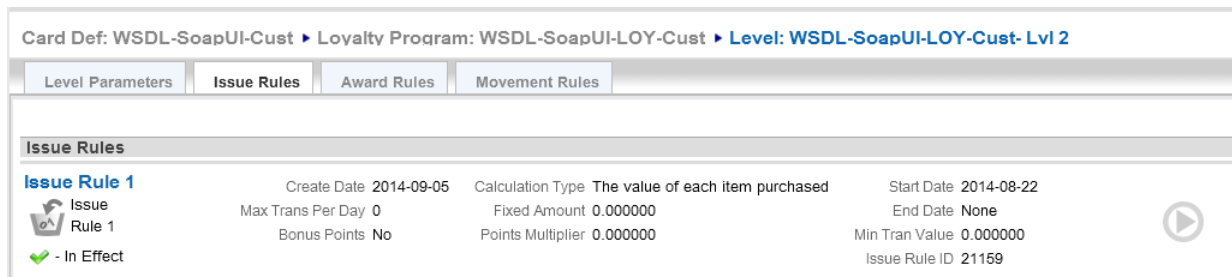 Card Def: WSDL-SoapUI-Cust ▸ Loyalty Program: WSDL-SoapUI-LOY-Cust ▸ Level: WSDL-SoapUI-LOY-Cust- Lvl 2
Level Parameters Issue Rules Award Rules Movement Rules
Issue Rules
Issue Rule 1
Issue
Rule 1
- In Effect
Create Date 2014-09-05
Max Trans Per Day 0
Bonus Points No
Calculation Type The value of each item purchased
Fixed Amount 0.000000
Points Multiplier 0.000000
Start Date 2014-08-22
End Date None
Min Tran Value 0.000000
Issue Rule ID 21159